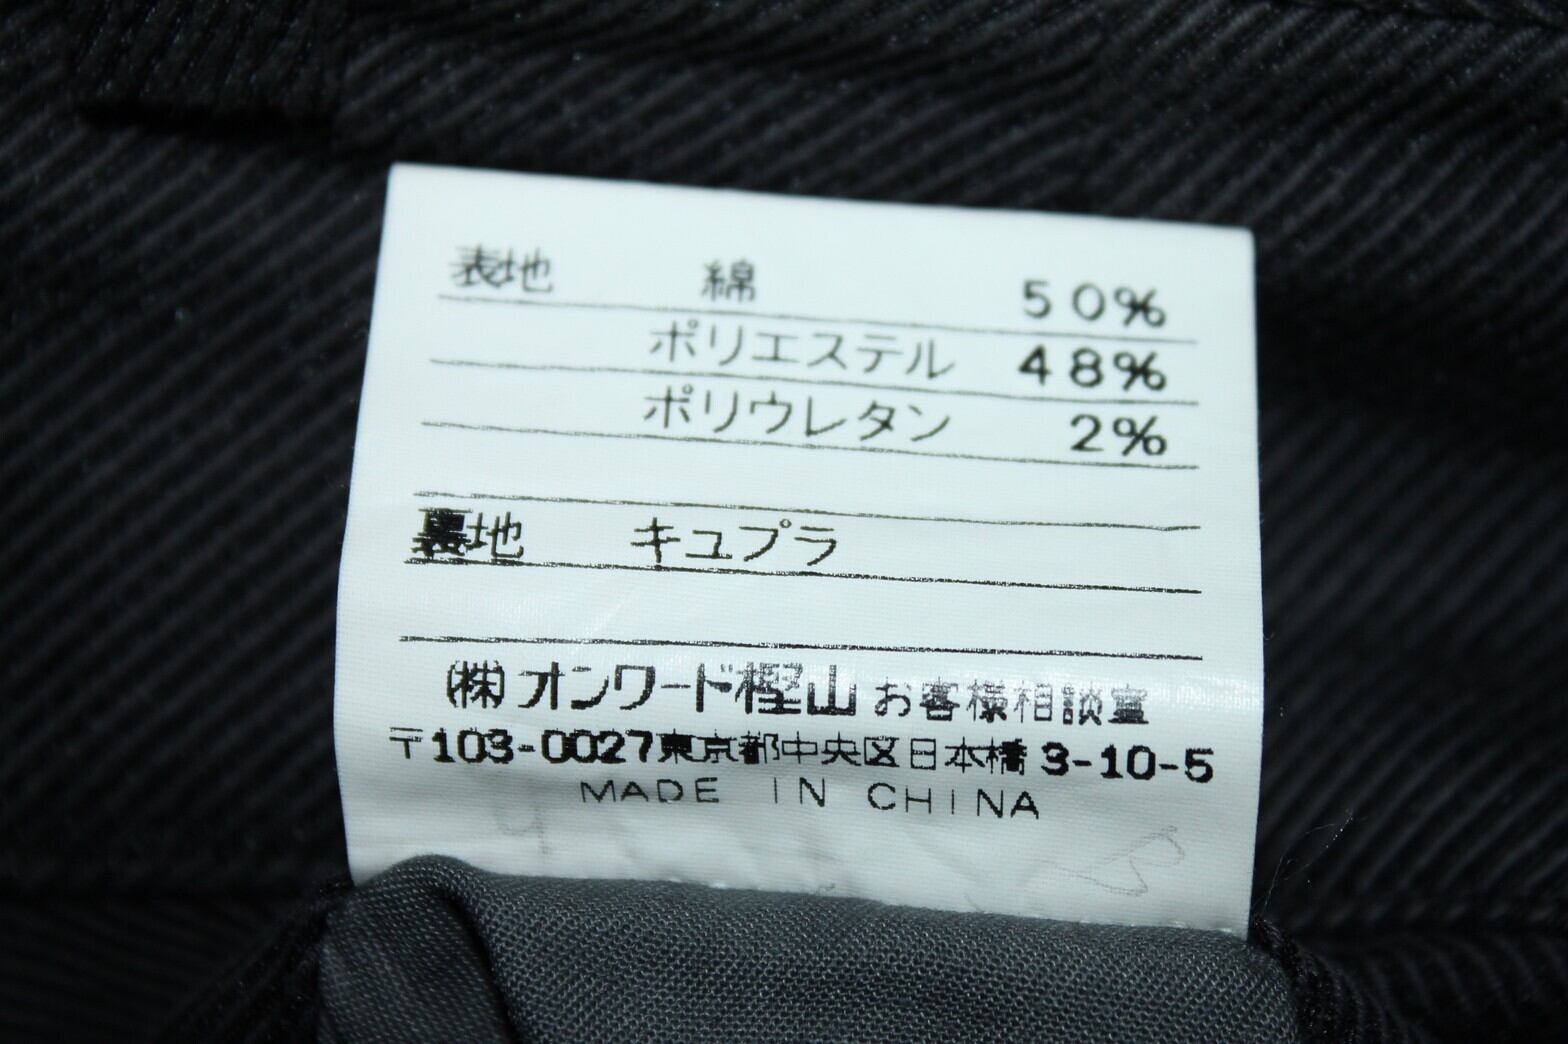 表地 綿 50%
ポリエステル 48%
ポリウレタン 2%
裏地 キュプラ
(株)オンワード樫山 お客様相談室
〒103-0027東京都中央区日本橋3-10-5
MADE IN CHINA